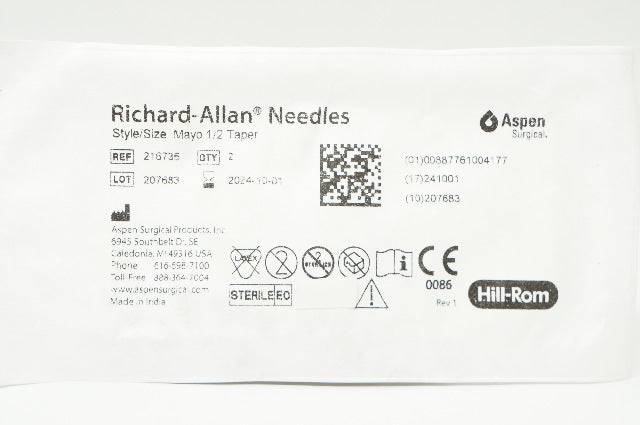 Richard-Allan® Needles
Style/Size Mayo 1/2 Taper
REF 216735 QTY 2
LOT 207683 2024-10-01
Aspen
Surgical.
(01)00887761004177
(17)241001
(10)207683
Aspen Surgical Products, Inc.
6945 Southbelt Dr. SE
Caledonia, MI 49316 USA
Phone 616-698-7100
Toll Free 888-364-7004
www.aspensurgical.com
Made in India
LATEX
2
2
STERILE EO
i
CE
0086
Rev 1
Hill-Rom